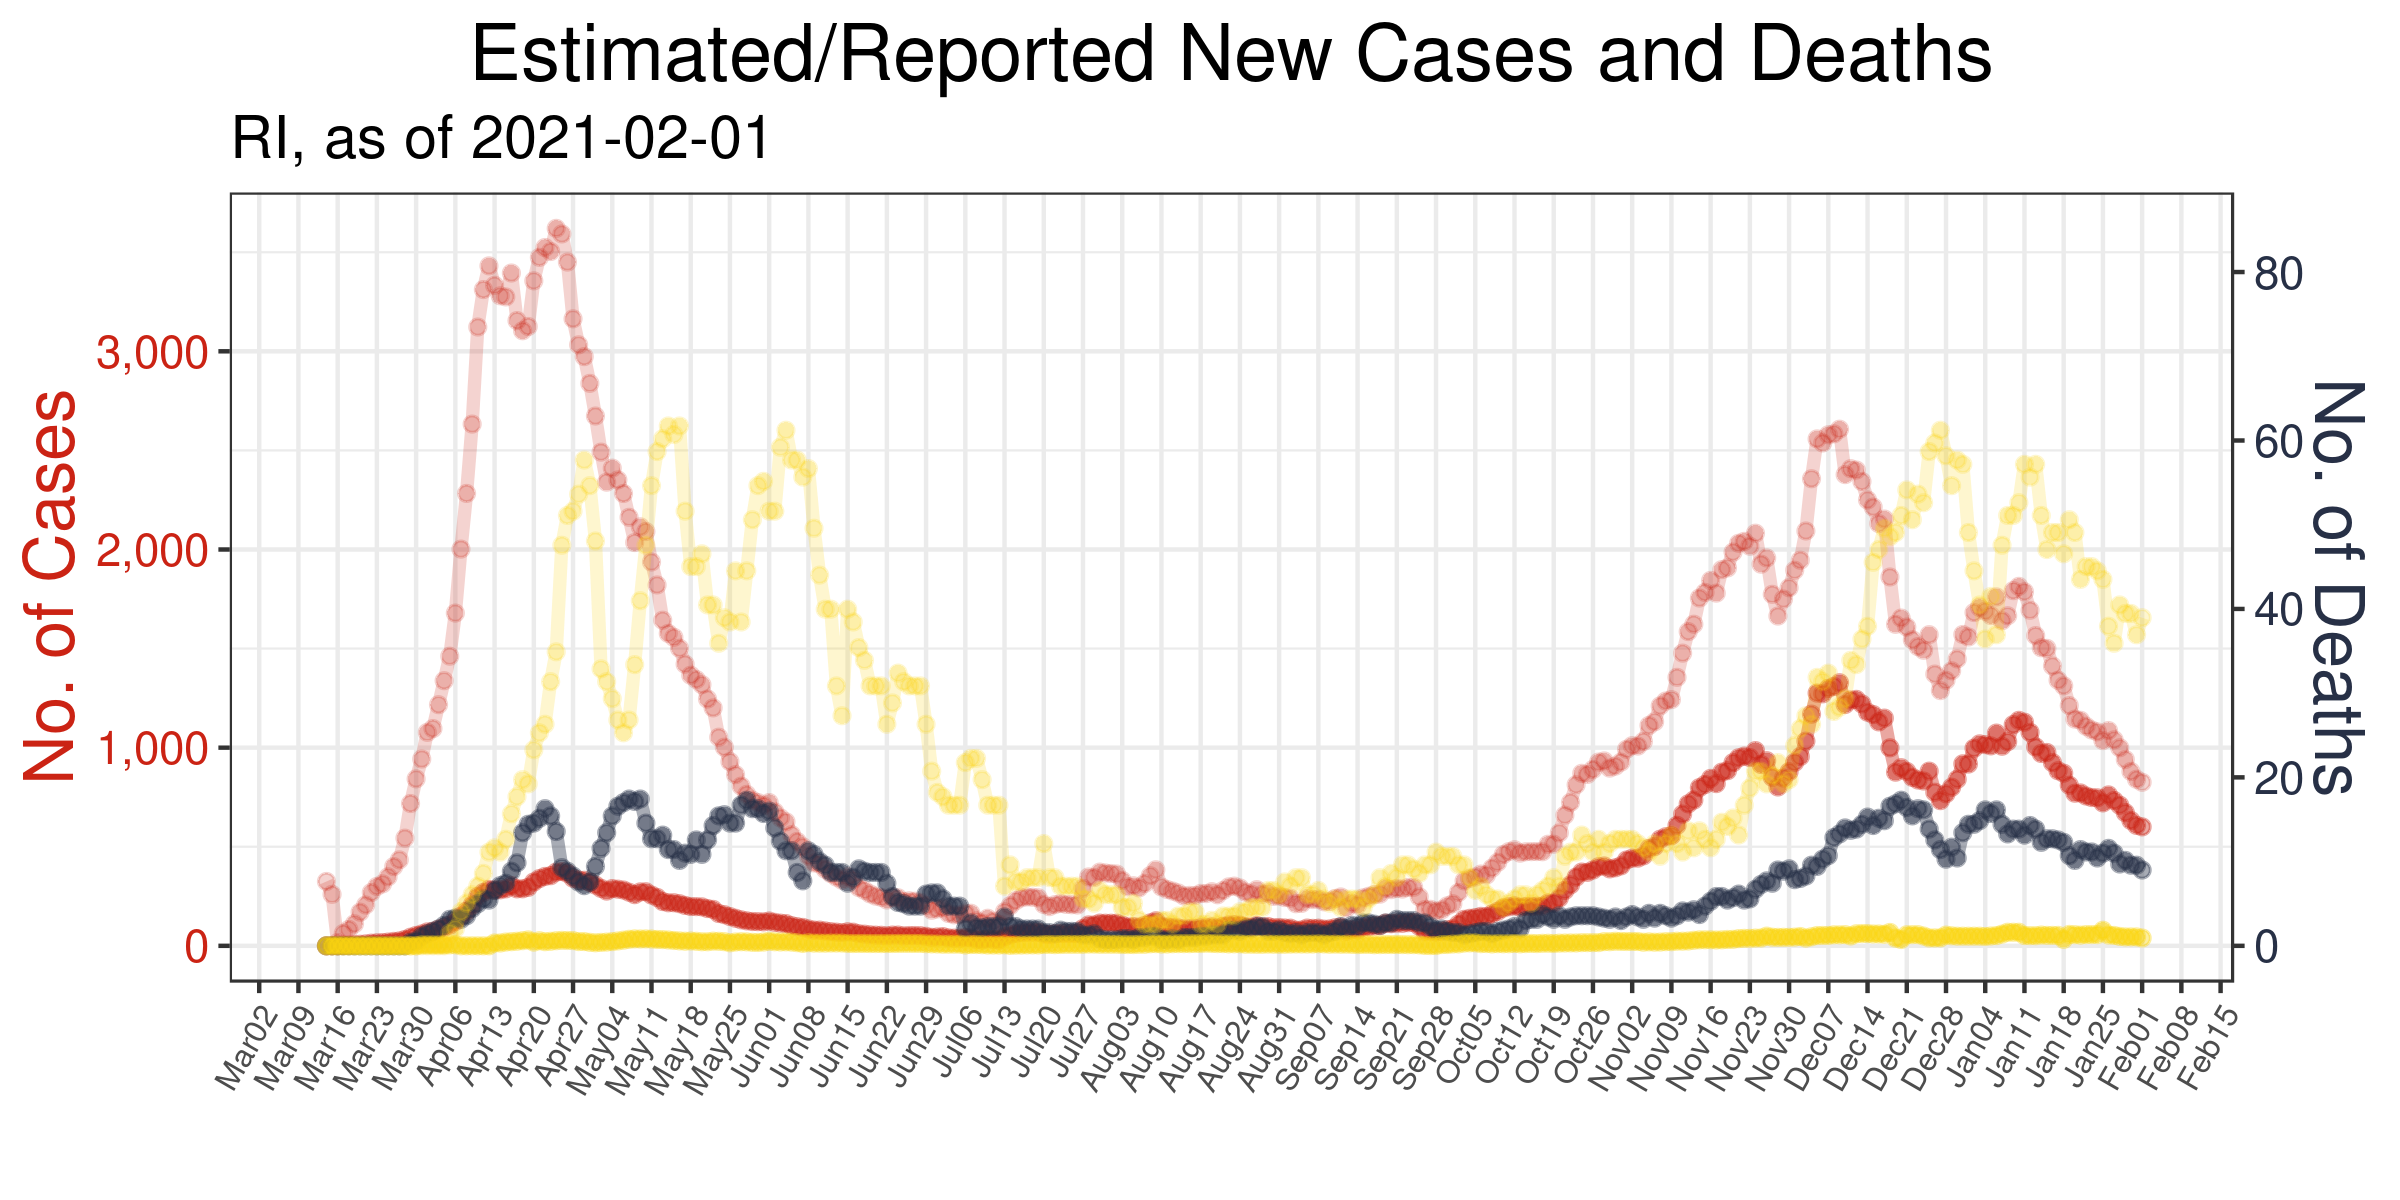 Estimated/Reported New Cases and Deaths
RI, as of 2021-02-01
No. of Cases
3,000
2,000
1,000
0
80
60
40
20
0
No. of Deaths
Mar02
Mar09
Mar16
Mar23
Mar30
Apr06
Apr13
Apr20
Apr27
May04
May11
May18
May25
Jun01
Jun08
Jun15
Jun22
Jun29
Jul06
Jul13
Jul20
Jul27
Aug03
Aug10
Aug17
Aug24
Aug31
Sep07
Sep14
Sep21
Sep28
Oct05
Oct12
Oct19
Oct26
Nov02
Nov09
Nov16
Nov23
Nov30
Dec07
Dec14
Dec21
Dec28
Jan04
Jan11
Jan18
Jan25
Feb01
Feb08
Feb15